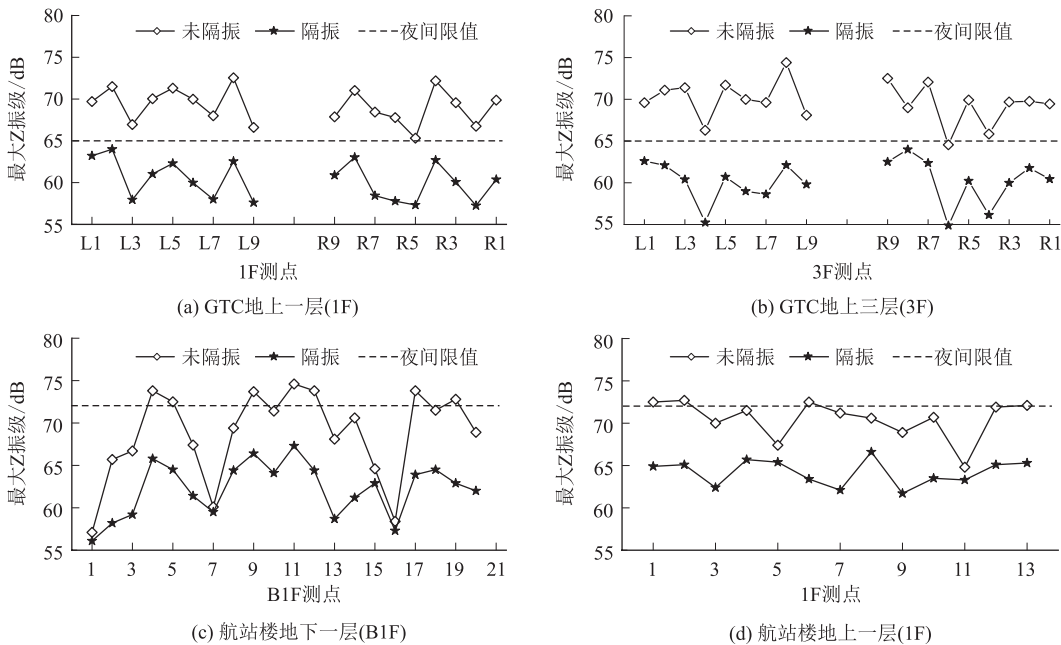 80
75
70
65
60
55
最大Z振级/dB
未隔振 隔振 夜间限值
L1 L3 L5 L7 L9 R9 R7 R5 R3 R1
1F测点
(a) GTC地上一层(1F)
80
75
70
65
60
55
最大Z振级/dB
未隔振 隔振 夜间限值
L1 L3 L5 L7 L9 R9 R7 R5 R3 R1
3F测点
(b) GTC地上三层(3F)
80
75
70
65
60
55
最大Z振级/dB
未隔振 隔振 夜间限值
1 3 5 7 9 11 13 15 17 19 21
B1F测点
(c) 航站楼地下一层(B1F)
80
75
70
65
60
55
最大Z振级/dB
未隔振 隔振 夜间限值
1 3 5 7 9 11 13
1F测点
(d) 航站楼地上一层(1F)